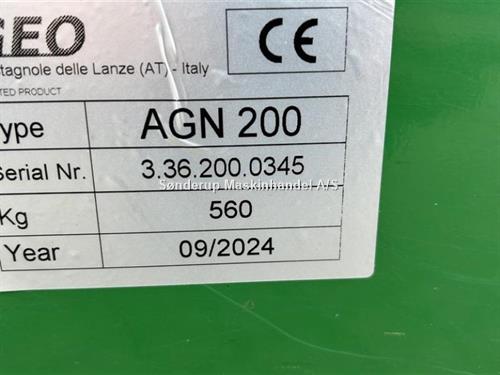 GEO
tagnole delle Lanze (AT) - Italy
TED PRODUCT
ype AGN 200
Serial Nr. 3.36.200.0345
Sønderup Maskinhandel A/S
Kg 560
Year 09/2024
CE